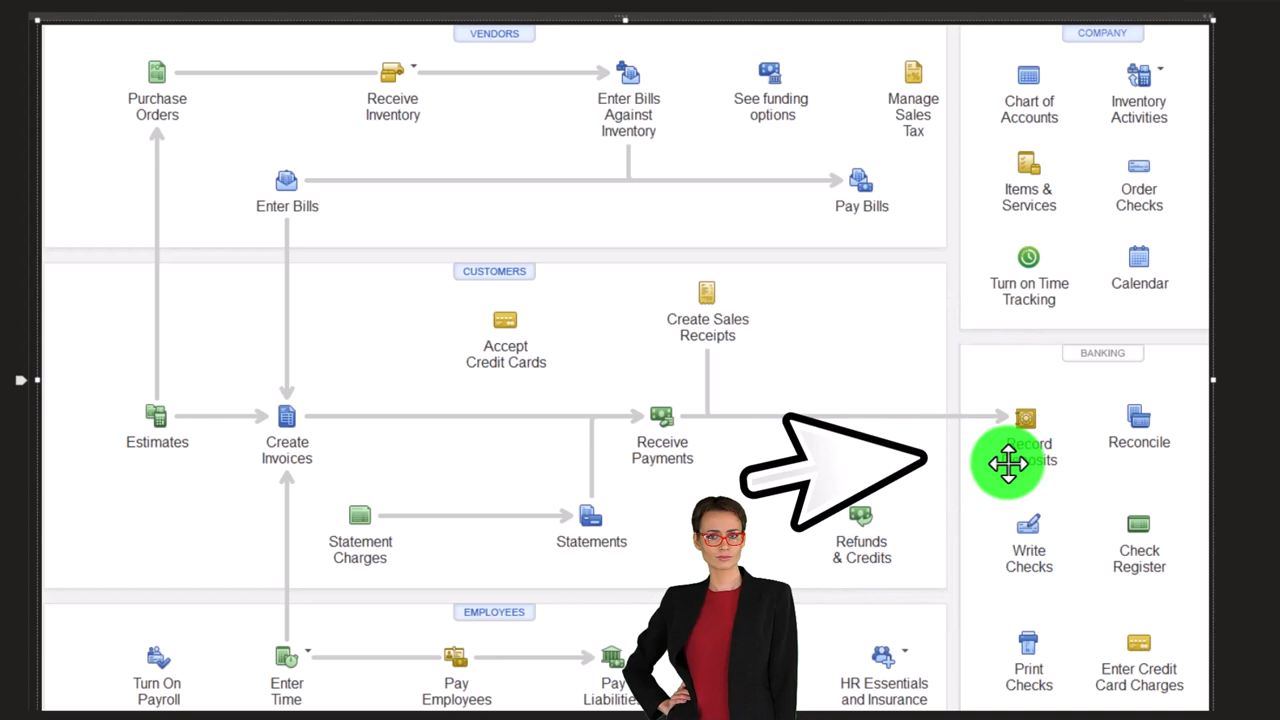 VENDORS
Purchase
Orders
Receive
Inventory
Enter Bills
Against
Inventory
See funding
options
Manage
Sales
Tax
Enter Bills
Pay Bills
CUSTOMERS
Create Sales
Receipts
Accept
Credit Cards
Estimates
Create
Invoices
Receive
Payments
Statement
Charges
Statements
Refunds
& Credits
EMPLOYEES
Turn On
Payroll
Enter
Time
Pay
Employees
Pay
HR Essentials
and Insurance
COMPANY
Chart of
Accounts
Inventory
Activities
Items &
Services
Order
Checks
Turn on Time
Tracking
Calendar
BANKING
Record
Reconcile
Write
Checks
Check
Register
Print
Checks
Enter Credit
Card Charges